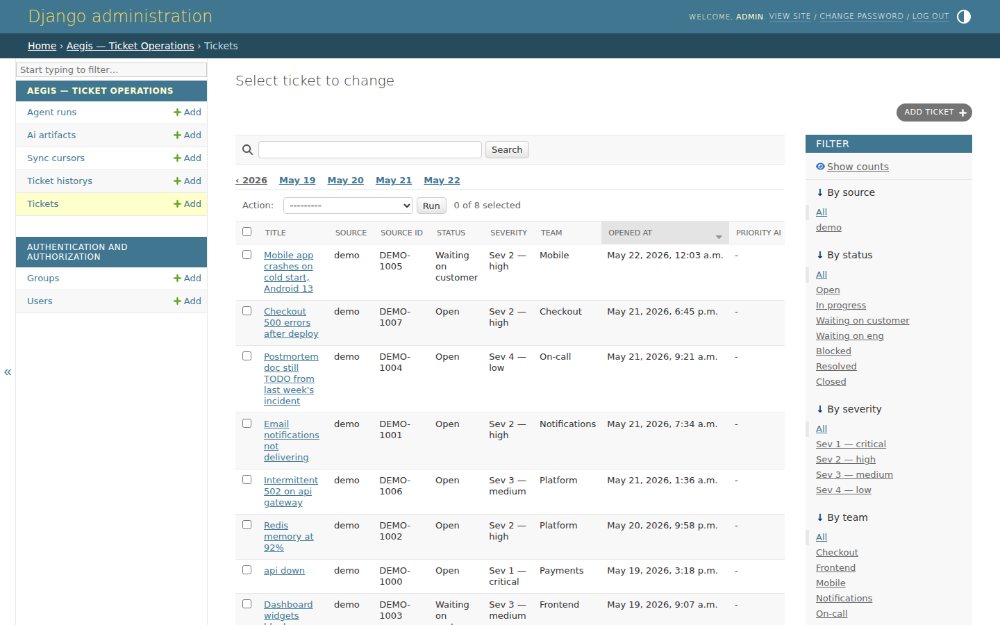 Django administration
WELCOME, ADMIN. VIEW SITE / CHANGE PASSWORD / LOG OUT
Home › Aegis — Ticket Operations › Tickets
Start typing to filter…
AEGIS — TICKET OPERATIONS
Agent runs + Add
Ai artifacts + Add
Sync cursors + Add
Ticket historys + Add
Tickets + Add
AUTHENTICATION AND
AUTHORIZATION
Groups + Add
Users + Add
«
Select ticket to change
ADD TICKET +
Search
‹ 2026 May 19 May 20 May 21 May 22
Action: --------- Run 0 of 8 selected
TITLE SOURCE SOURCE ID STATUS SEVERITY TEAM OPENED AT PRIORITY AI
Mobile app demo DEMO- Waiting Sev 2 — Mobile May 22, 2026, 12:03 a.m. -
crashes on 1005 on high
cold start, customer
Android 13
Checkout demo DEMO- Open Sev 2 — Checkout May 21, 2026, 6:45 p.m. -
500 errors 1007 high
after deploy
Postmortem demo DEMO- Open Sev 4 — On-call May 21, 2026, 9:21 a.m. -
doc still 1004 low
TODO from
last week's
incident
Email demo DEMO- Open Sev 2 — Notifications May 21, 2026, 7:34 a.m. -
notifications 1001 high
not
delivering
Intermittent demo DEMO- Open Sev 3 — Platform May 21, 2026, 1:36 a.m. -
502 on api 1006 medium
gateway
Redis demo DEMO- Open Sev 2 — Platform May 20, 2026, 9:58 p.m. -
memory at 1002 high
92%
api down demo DEMO- Open Sev 1 — Payments May 19, 2026, 3:18 p.m. -
1000 critical
Dashboard demo DEMO- Waiting Sev 3 — Frontend May 19, 2026, 9:07 a.m. -
widgets 1003 on medium
FILTER
Show counts
↓ By source
All
demo
↓ By status
All
Open
In progress
Waiting on customer
Waiting on eng
Blocked
Resolved
Closed
↓ By severity
All
Sev 1 — critical
Sev 2 — high
Sev 3 — medium
Sev 4 — low
↓ By team
All
Checkout
Frontend
Mobile
Notifications
On-call